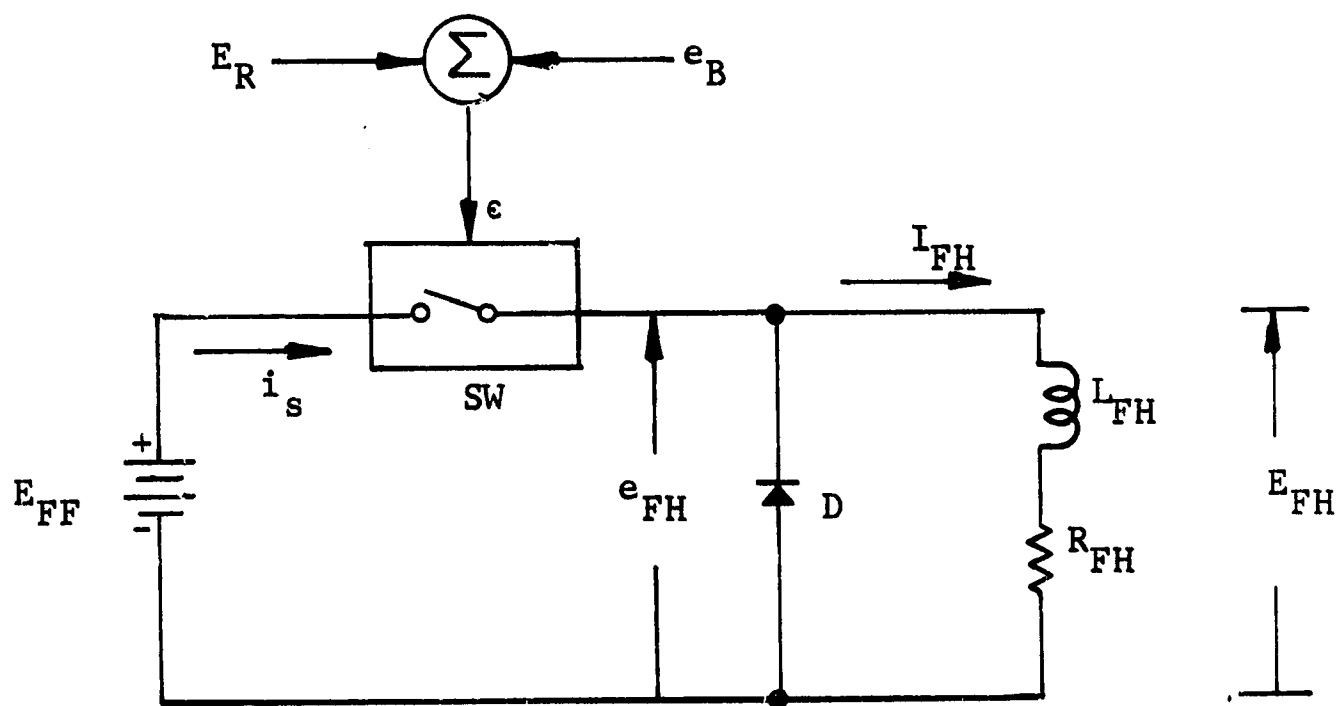 E_R
Σ
e_B
ε
I_FH
i_s
SW
+
E_FF
-
e_FH
D
L_FH
R_FH
E_FH